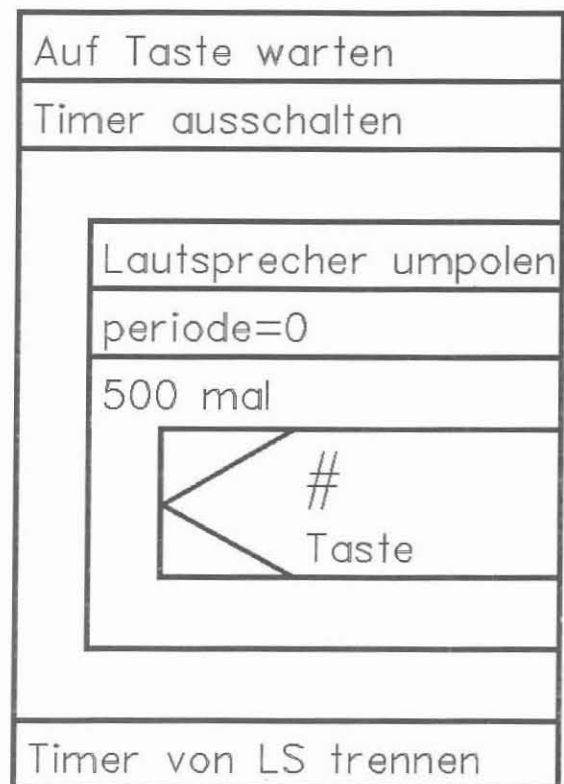 Auf Taste warten
Timer ausschalten
Lautsprecher umpolen
periode=0
500 mal
#
Taste
Timer von LS trennen